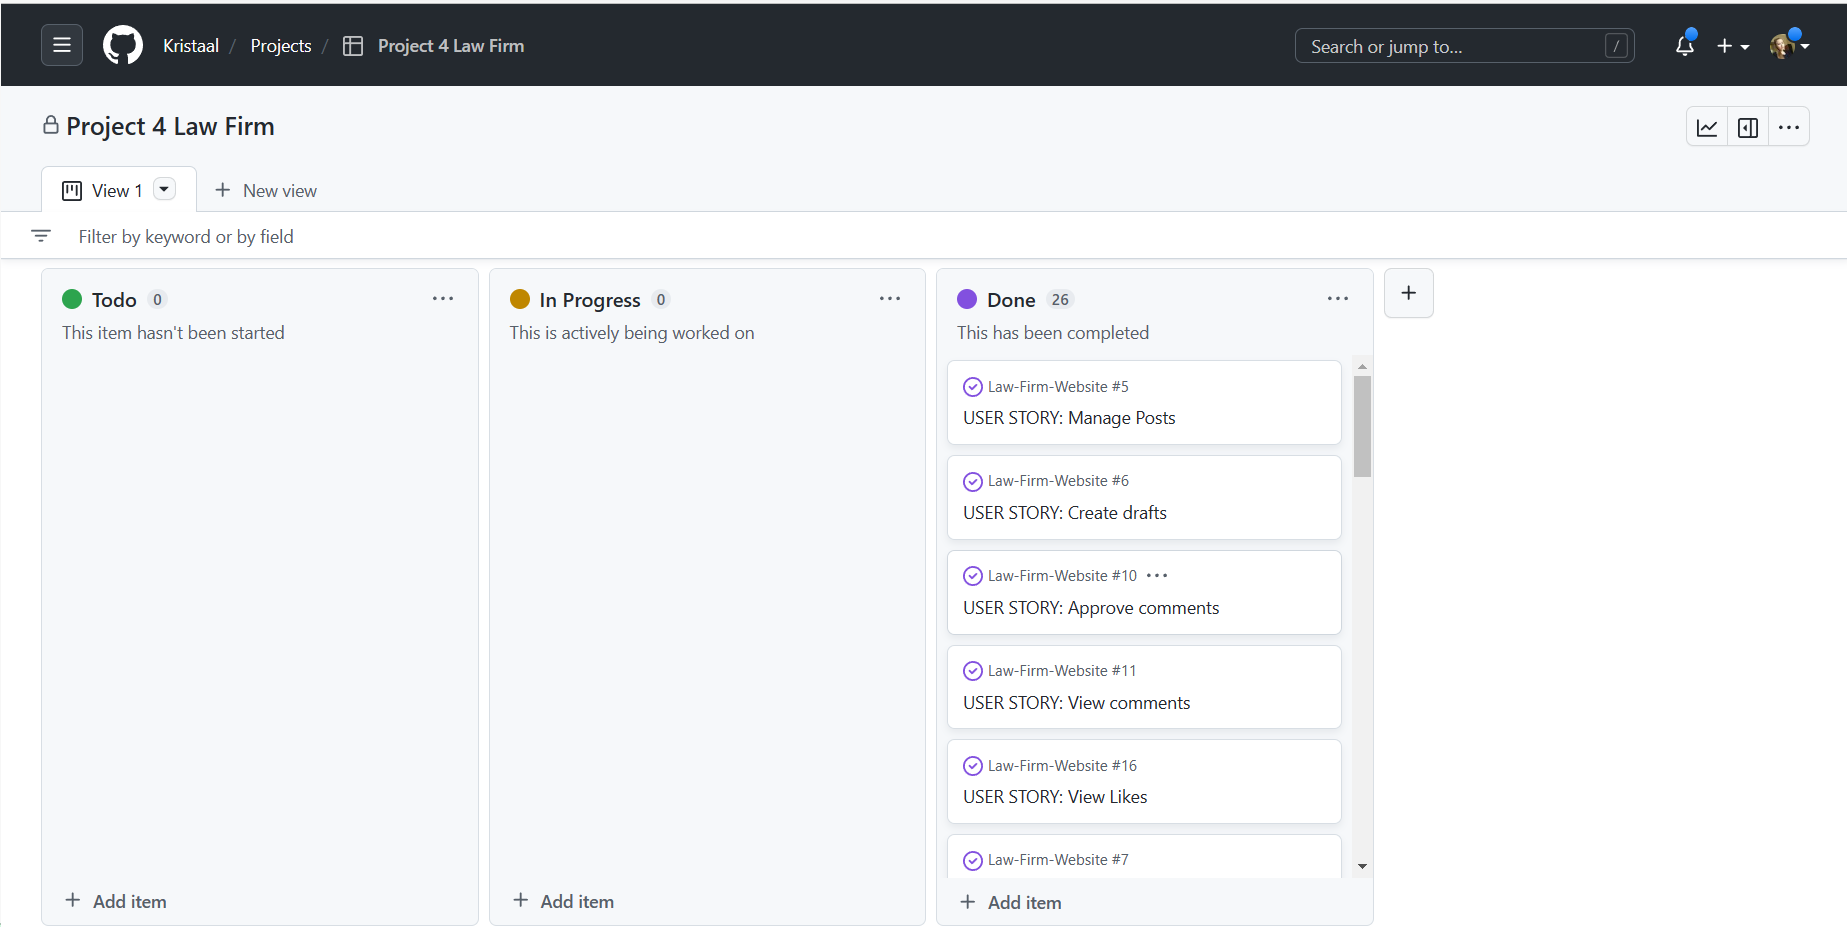 Kristaal / Projects / Project 4 Law Firm
Search or jump to... /
Project 4 Law Firm
View 1
New view
Filter by keyword or by field
Todo 0
This item hasn't been started
Add item
In Progress 0
This is actively being worked on
Add item
Done 26
This has been completed
Law-Firm-Website #5
USER STORY: Manage Posts
Law-Firm-Website #6
USER STORY: Create drafts
Law-Firm-Website #10
USER STORY: Approve comments
Law-Firm-Website #11
USER STORY: View comments
Law-Firm-Website #16
USER STORY: View Likes
Law-Firm-Website #7
Add item